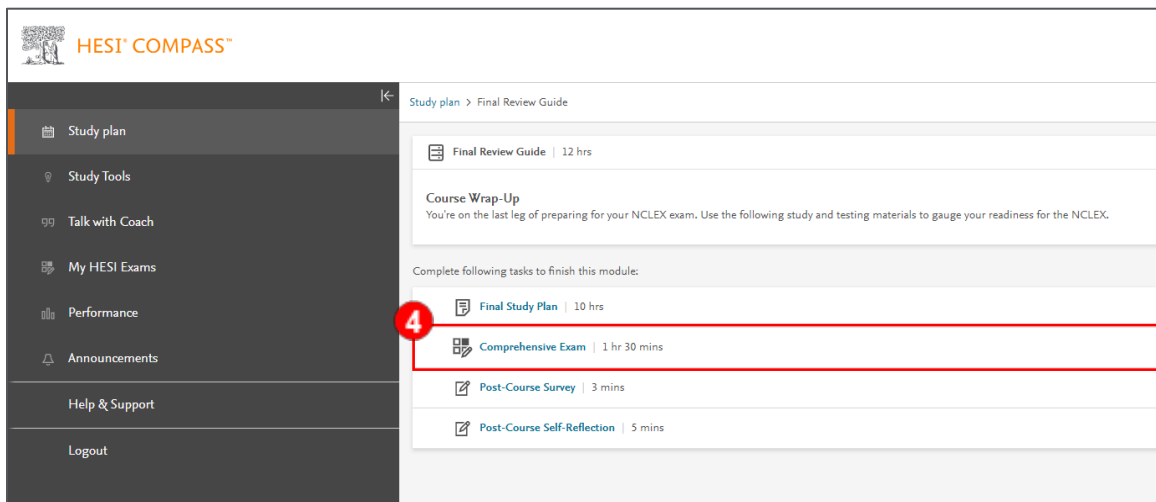 HESI® COMPASS™
Study plan
Study Tools
Talk with Coach
My HESI Exams
Performance
Announcements
Help & Support
Logout
Study plan > Final Review Guide
Final Review Guide | 12 hrs
Course Wrap-Up
You're on the last leg of preparing for your NCLEX exam. Use the following study and testing materials to gauge your readiness for the NCLEX.
Complete following tasks to finish this module:
Final Study Plan | 10 hrs
4
Comprehensive Exam | 1 hr 30 mins
Post-Course Survey | 3 mins
Post-Course Self-Reflection | 5 mins